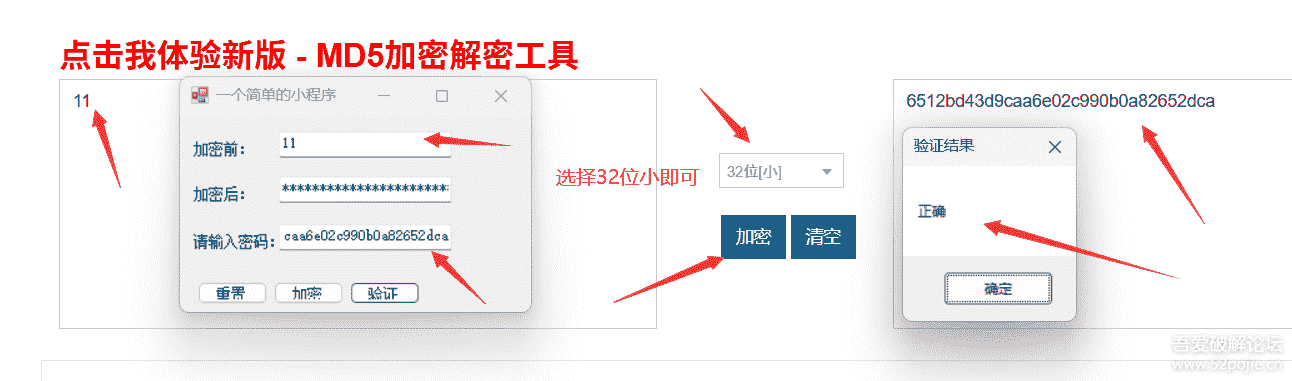 点击我体验新版 - MD5加密解密工具
11
一个简单的小程序
加密前：
11
加密后：
**********************
请输入密码：
caa6e02c990b0a82652dca
重置
加密
验证
选择32位小即可
32位[小]
加密
清空
6512bd43d9caa6e02c990b0a82652dca
验证结果
正确
确定
吾爱破解论坛
www.52pojie.cn